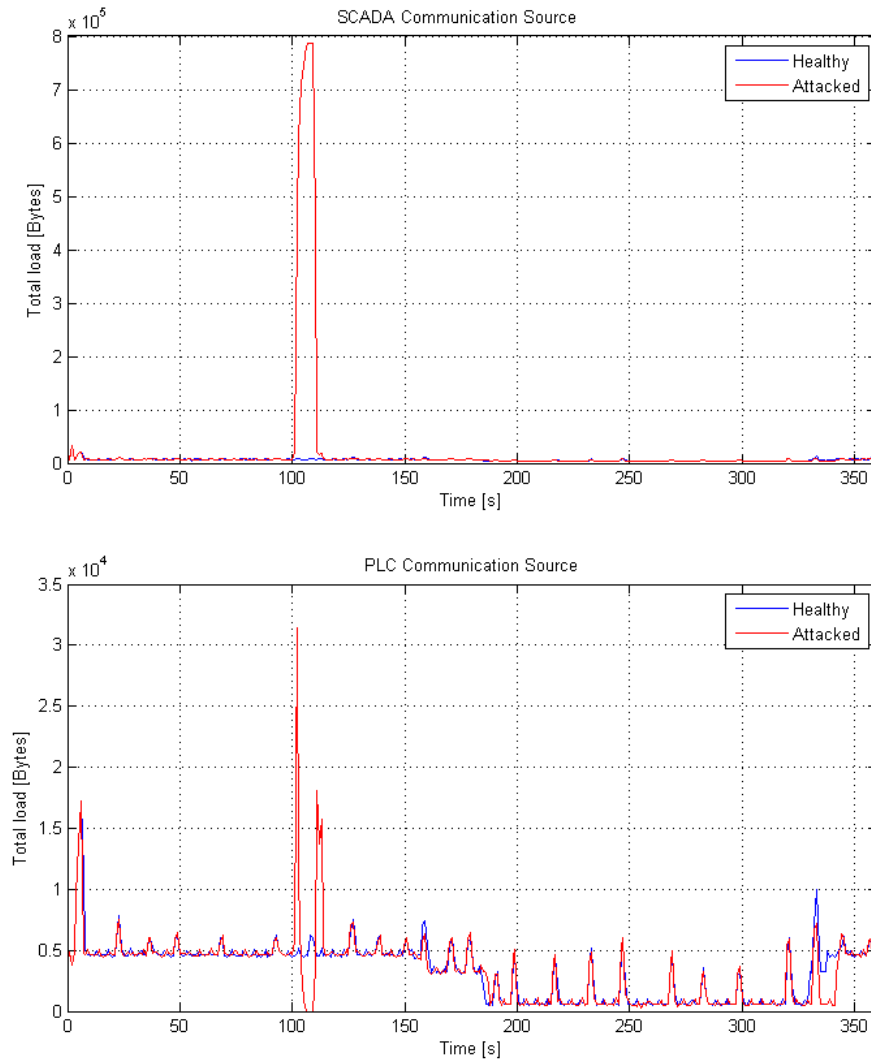 SCADA Communication Source
x 10^5
8
7
6
5
4
3
2
1
0
Total load [Bytes]
Healthy
Attacked
0 50 100 150 200 250 300 350
Time [s]
PLC Communication Source
x 10^4
3.5
3
2.5
2
1.5
1
0.5
0
Total load [Bytes]
Healthy
Attacked
0 50 100 150 200 250 300 350
Time [s]